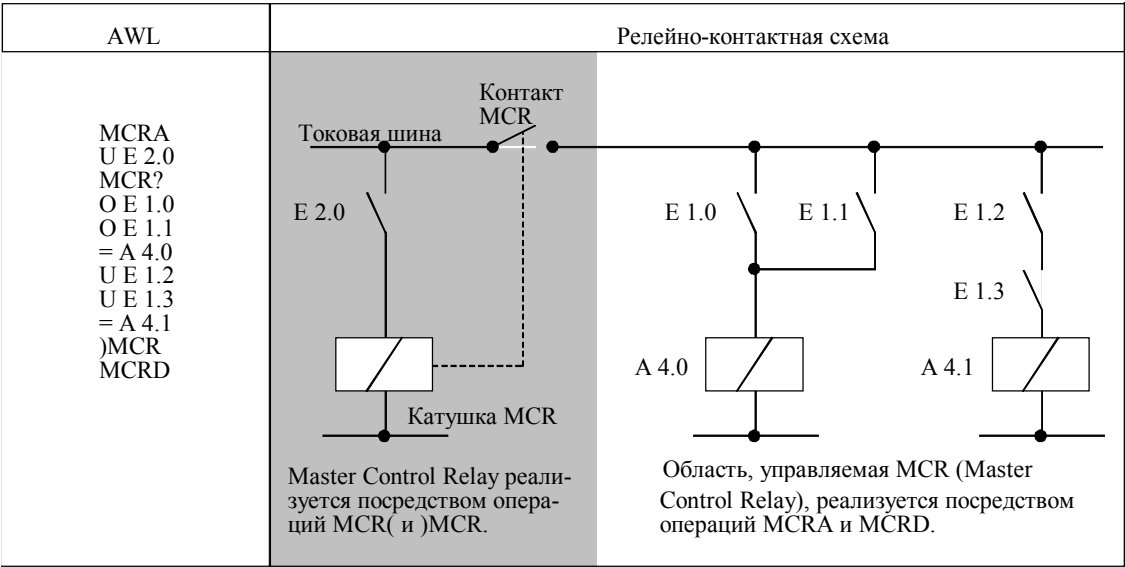 AWL
Релейно-контактная схема
MCRA
U E 2.0
MCR?
O E 1.0
O E 1.1
= A 4.0
U E 1.2
U E 1.3
= A 4.1
)MCR
MCRD
Контакт
MCR
Токовая шина
E 2.0
Катушка MCR
Master Control Relay реали-
зуется посредством опера-
ций MCR( и )MCR.
E 1.0
E 1.1
E 1.2
E 1.3
A 4.0
A 4.1
Область, управляемая MCR (Master
Control Relay), реализуется посредством
операций MCRA и MCRD.